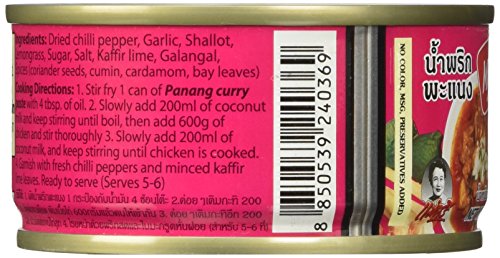 Ingredients: Dried chilli pepper, Garlic, Shallot,
Lemongrass, Sugar, Salt, Kaffir lime, Galangal,
(coriander seeds, cumin, cardamom, bay leaves)
Cooking Directions: 1. Stir fry 1 can of Panang curry
with 4 tbsp. of oil. 2. Slowly add 200ml of coconut
milk and keep stirring until boil, then add 600g of
chicken and stir thoroughly 3. Slowly add 200ml of
coconut milk, and keep stirring until chicken is cooked.
4. Garnish with fresh chilli peppers and minced kaffir
lime leaves. Ready to serve (Serves 5-6)
8 850539 240369
NO COLOR, MSG, PRESERVATIVES ADDED
น้ำพริก
พะแนง